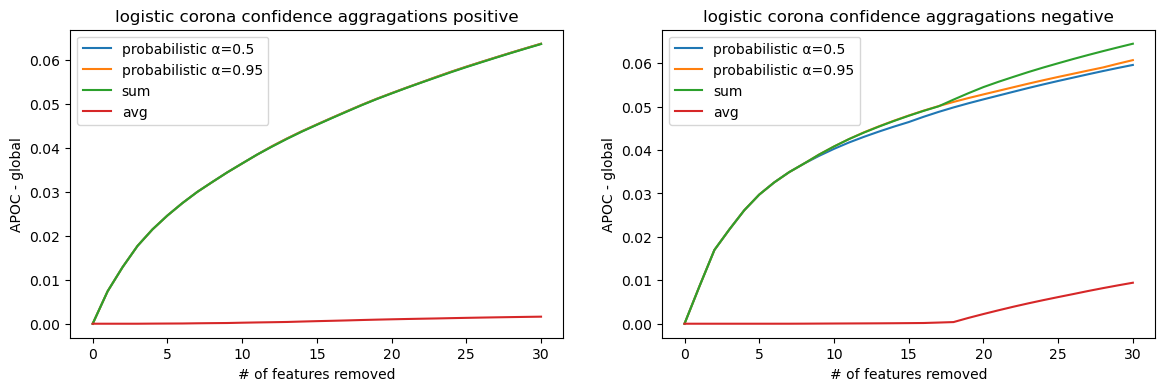 logistic corona confidence aggragations positive
probabilistic α=0.5
probabilistic α=0.95
sum
avg
APOC - global
0.06
0.05
0.04
0.03
0.02
0.01
0.00
0 5 10 15 20 25 30
# of features removed
logistic corona confidence aggragations negative
probabilistic α=0.5
probabilistic α=0.95
sum
avg
APOC - global
0.06
0.05
0.04
0.03
0.02
0.01
0.00
0 5 10 15 20 25 30
# of features removed